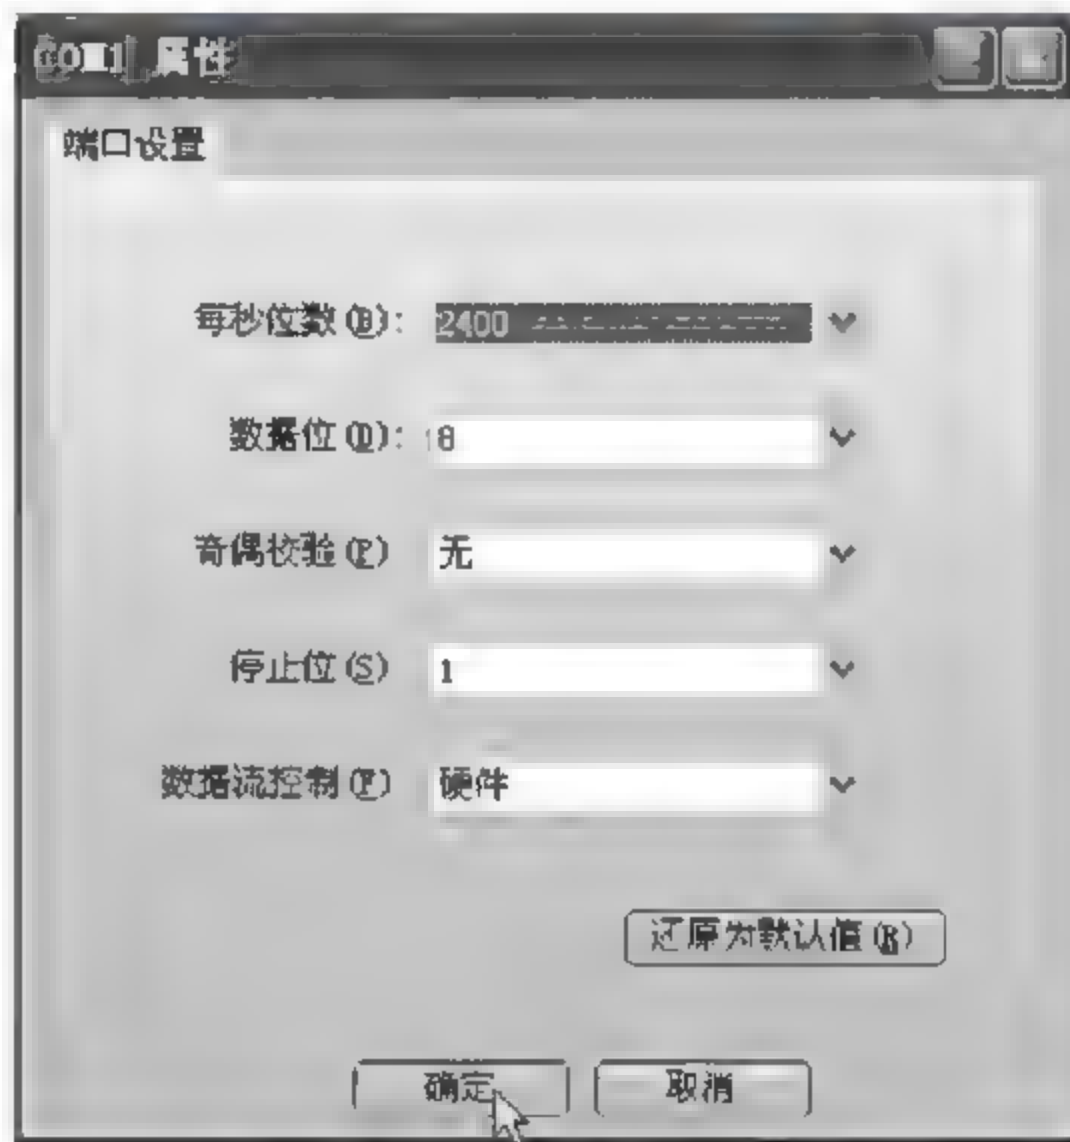 COM1 属性
端口设置
每秒位数(B): 2400
数据位(D): 8
奇偶校验(P) 无
停止位(S) 1
数据流控制(F) 硬件
还原为默认值(R)
确定 取消